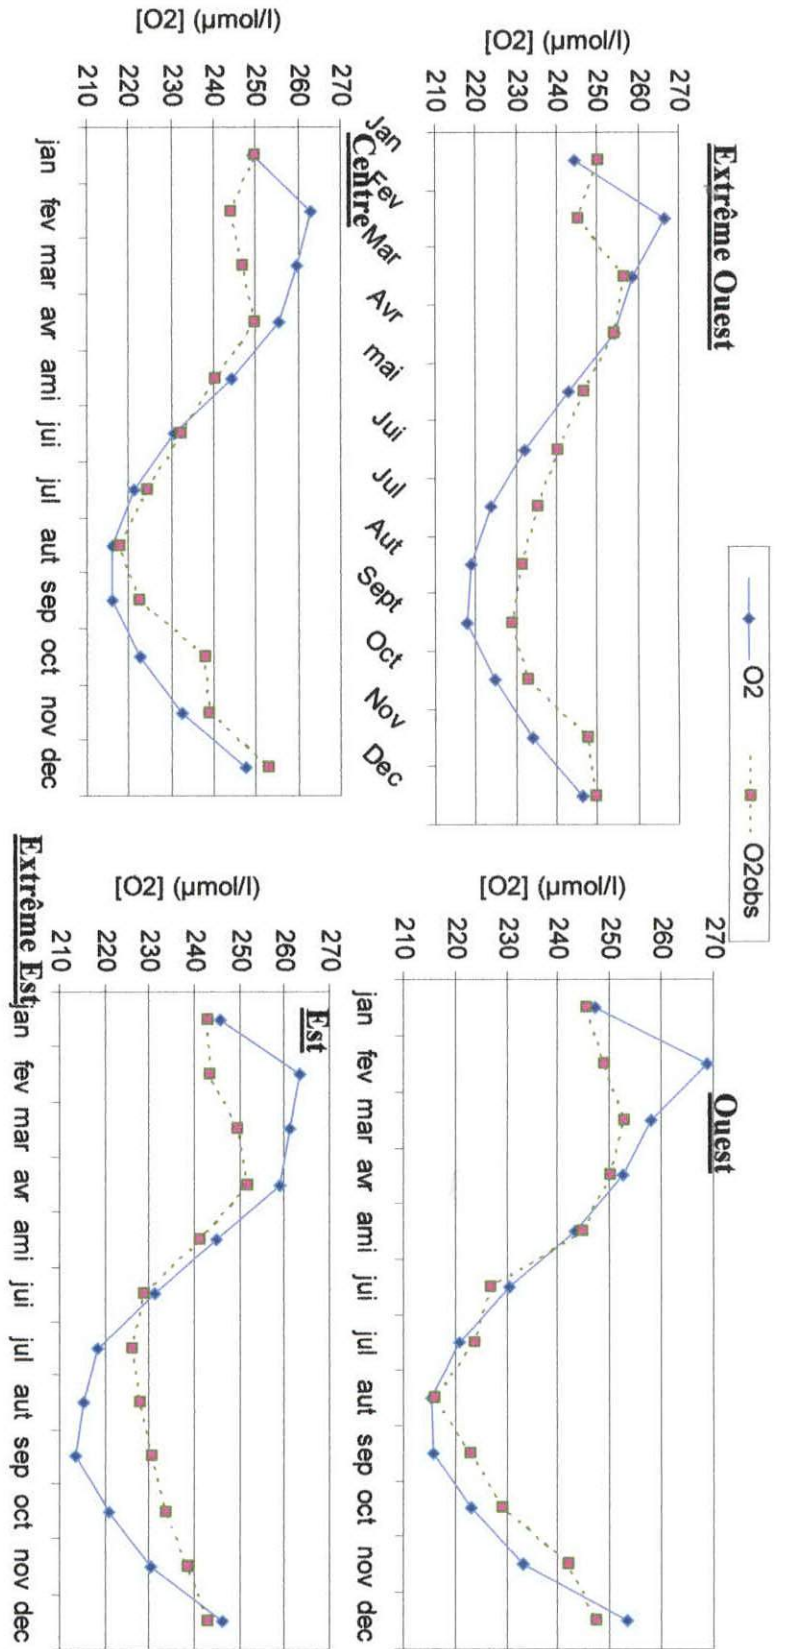 O2 O2obs
Extrême Ouest
[O2] (µmol/l)
270
260
250
240
230
220
210
Jan Fev Mar Avr mai Jui Jul Aut Sept Oct Nov Dec
Ouest
[O2] (µmol/l)
270
260
250
240
230
220
210
jan fev mar avr ami jui jul aut sep oct nov dec
Centre
[O2] (µmol/l)
270
260
250
240
230
220
210
jan fev mar avr ami jui jul aut sep oct nov dec
Est
[O2] (µmol/l)
270
260
250
240
230
220
210
jan fev mar avr ami jui jul aut sep oct nov dec
Extrême Est